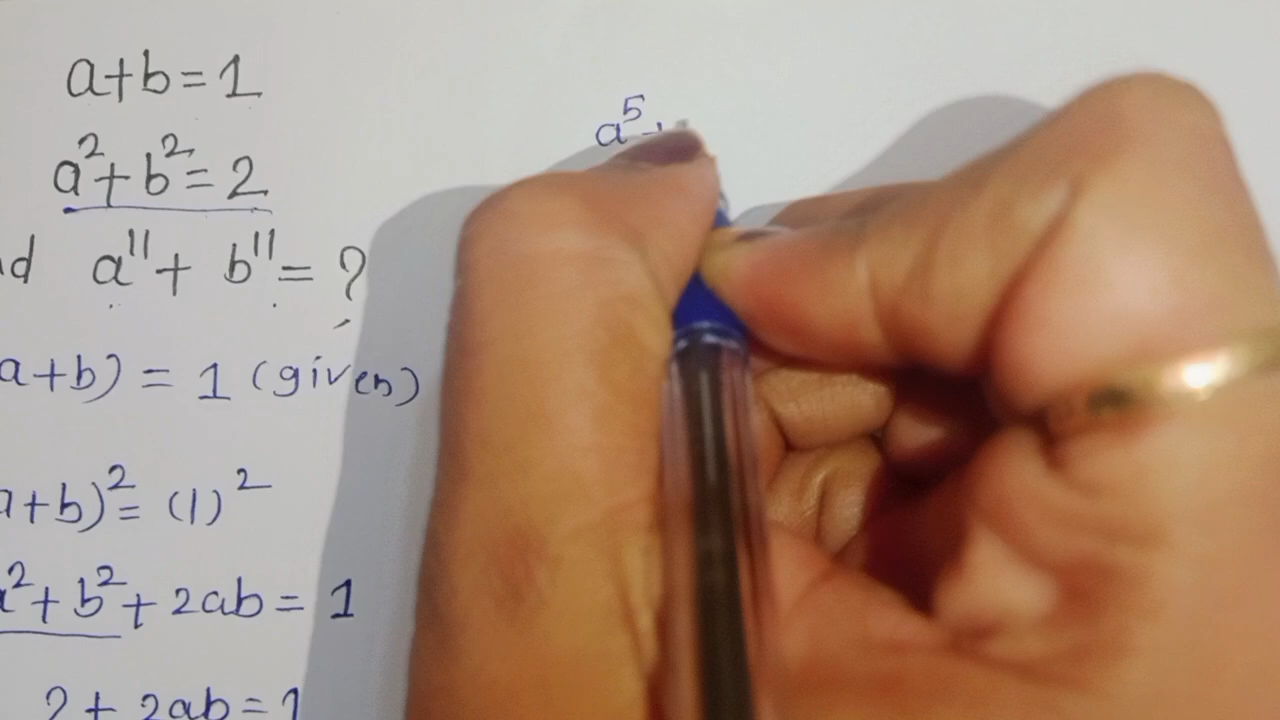 a+b=1
a²+b²=2
d a¹¹+ b¹¹=?
a+b) = 1 (given)
+b)²= (1)²
²+b²+2ab= 1
2+2ab=1
a⁵+